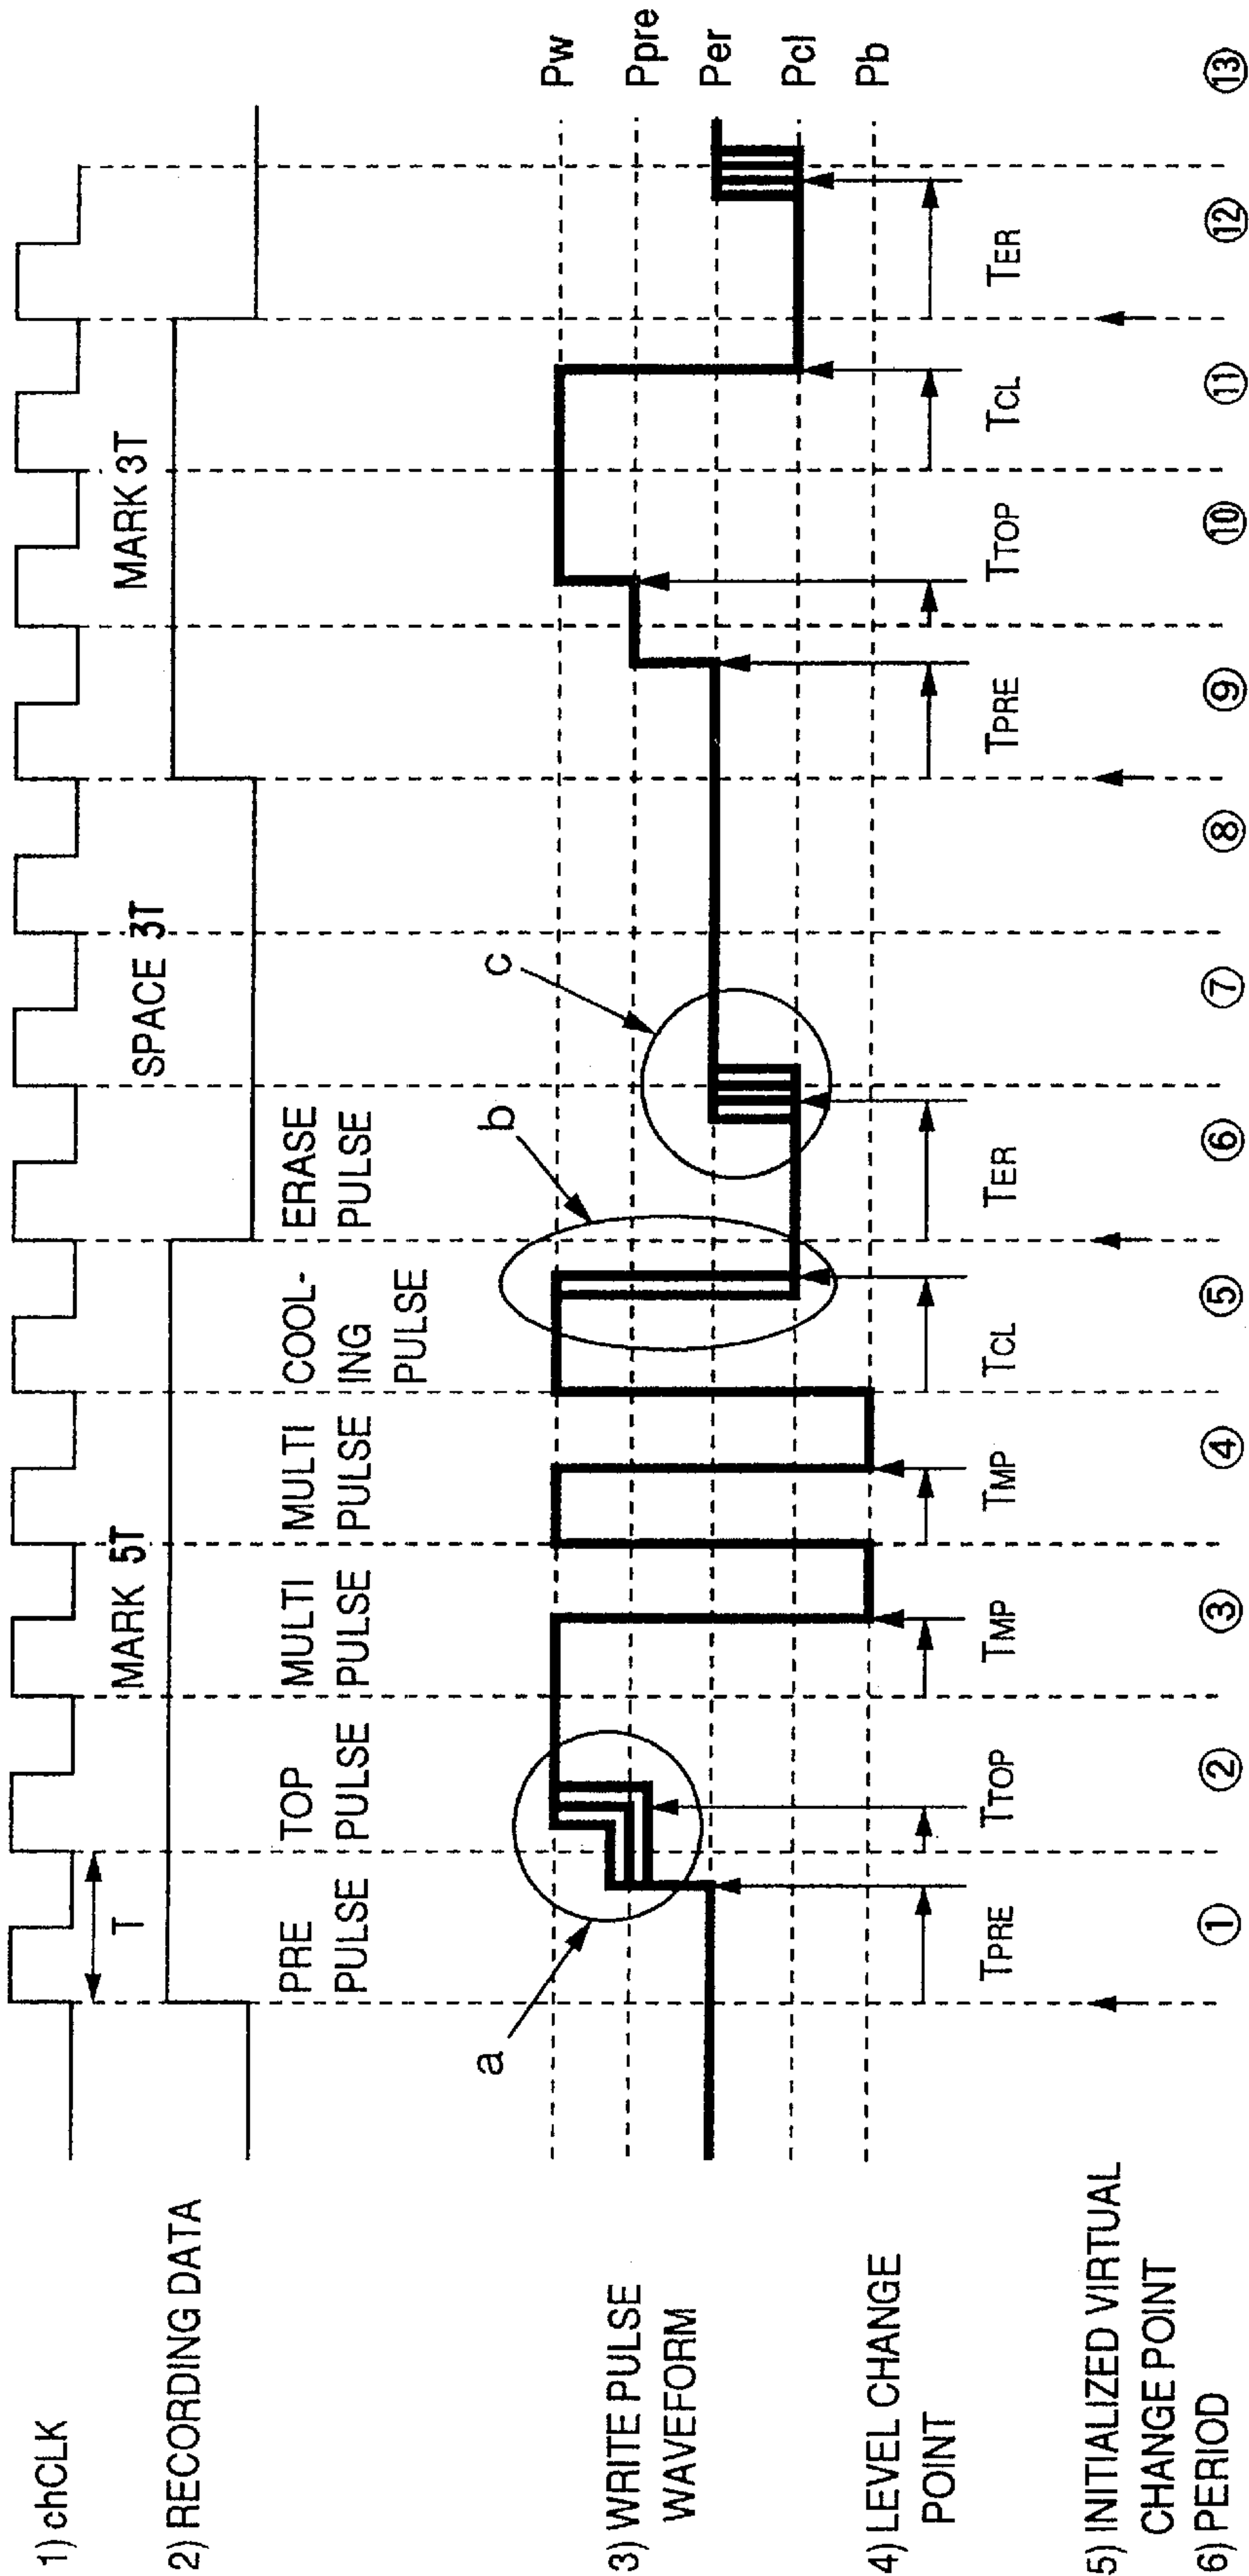 1) chCLK
T
2) RECORDING DATA
MARK 5T
SPACE 3T
MARK 3T
PRE
PULSE
TOP
PULSE
MULTI
PULSE
MULTI
PULSE
COOL-
ING
PULSE
ERASE
PULSE
3) WRITE PULSE
WAVEFORM
a
b
c
Pw
Ppre
Per
Pcl
Pb
4) LEVEL CHANGE
POINT
TPRE
TTOP
TMP
TMP
TCL
TER
TPRE
TTOP
TCL
TER
5) INITIALIZED VIRTUAL
CHANGE POINT
6) PERIOD
① ② ③ ④ ⑤ ⑥ ⑦ ⑧ ⑨ ⑩ ⑪ ⑫ ⑬